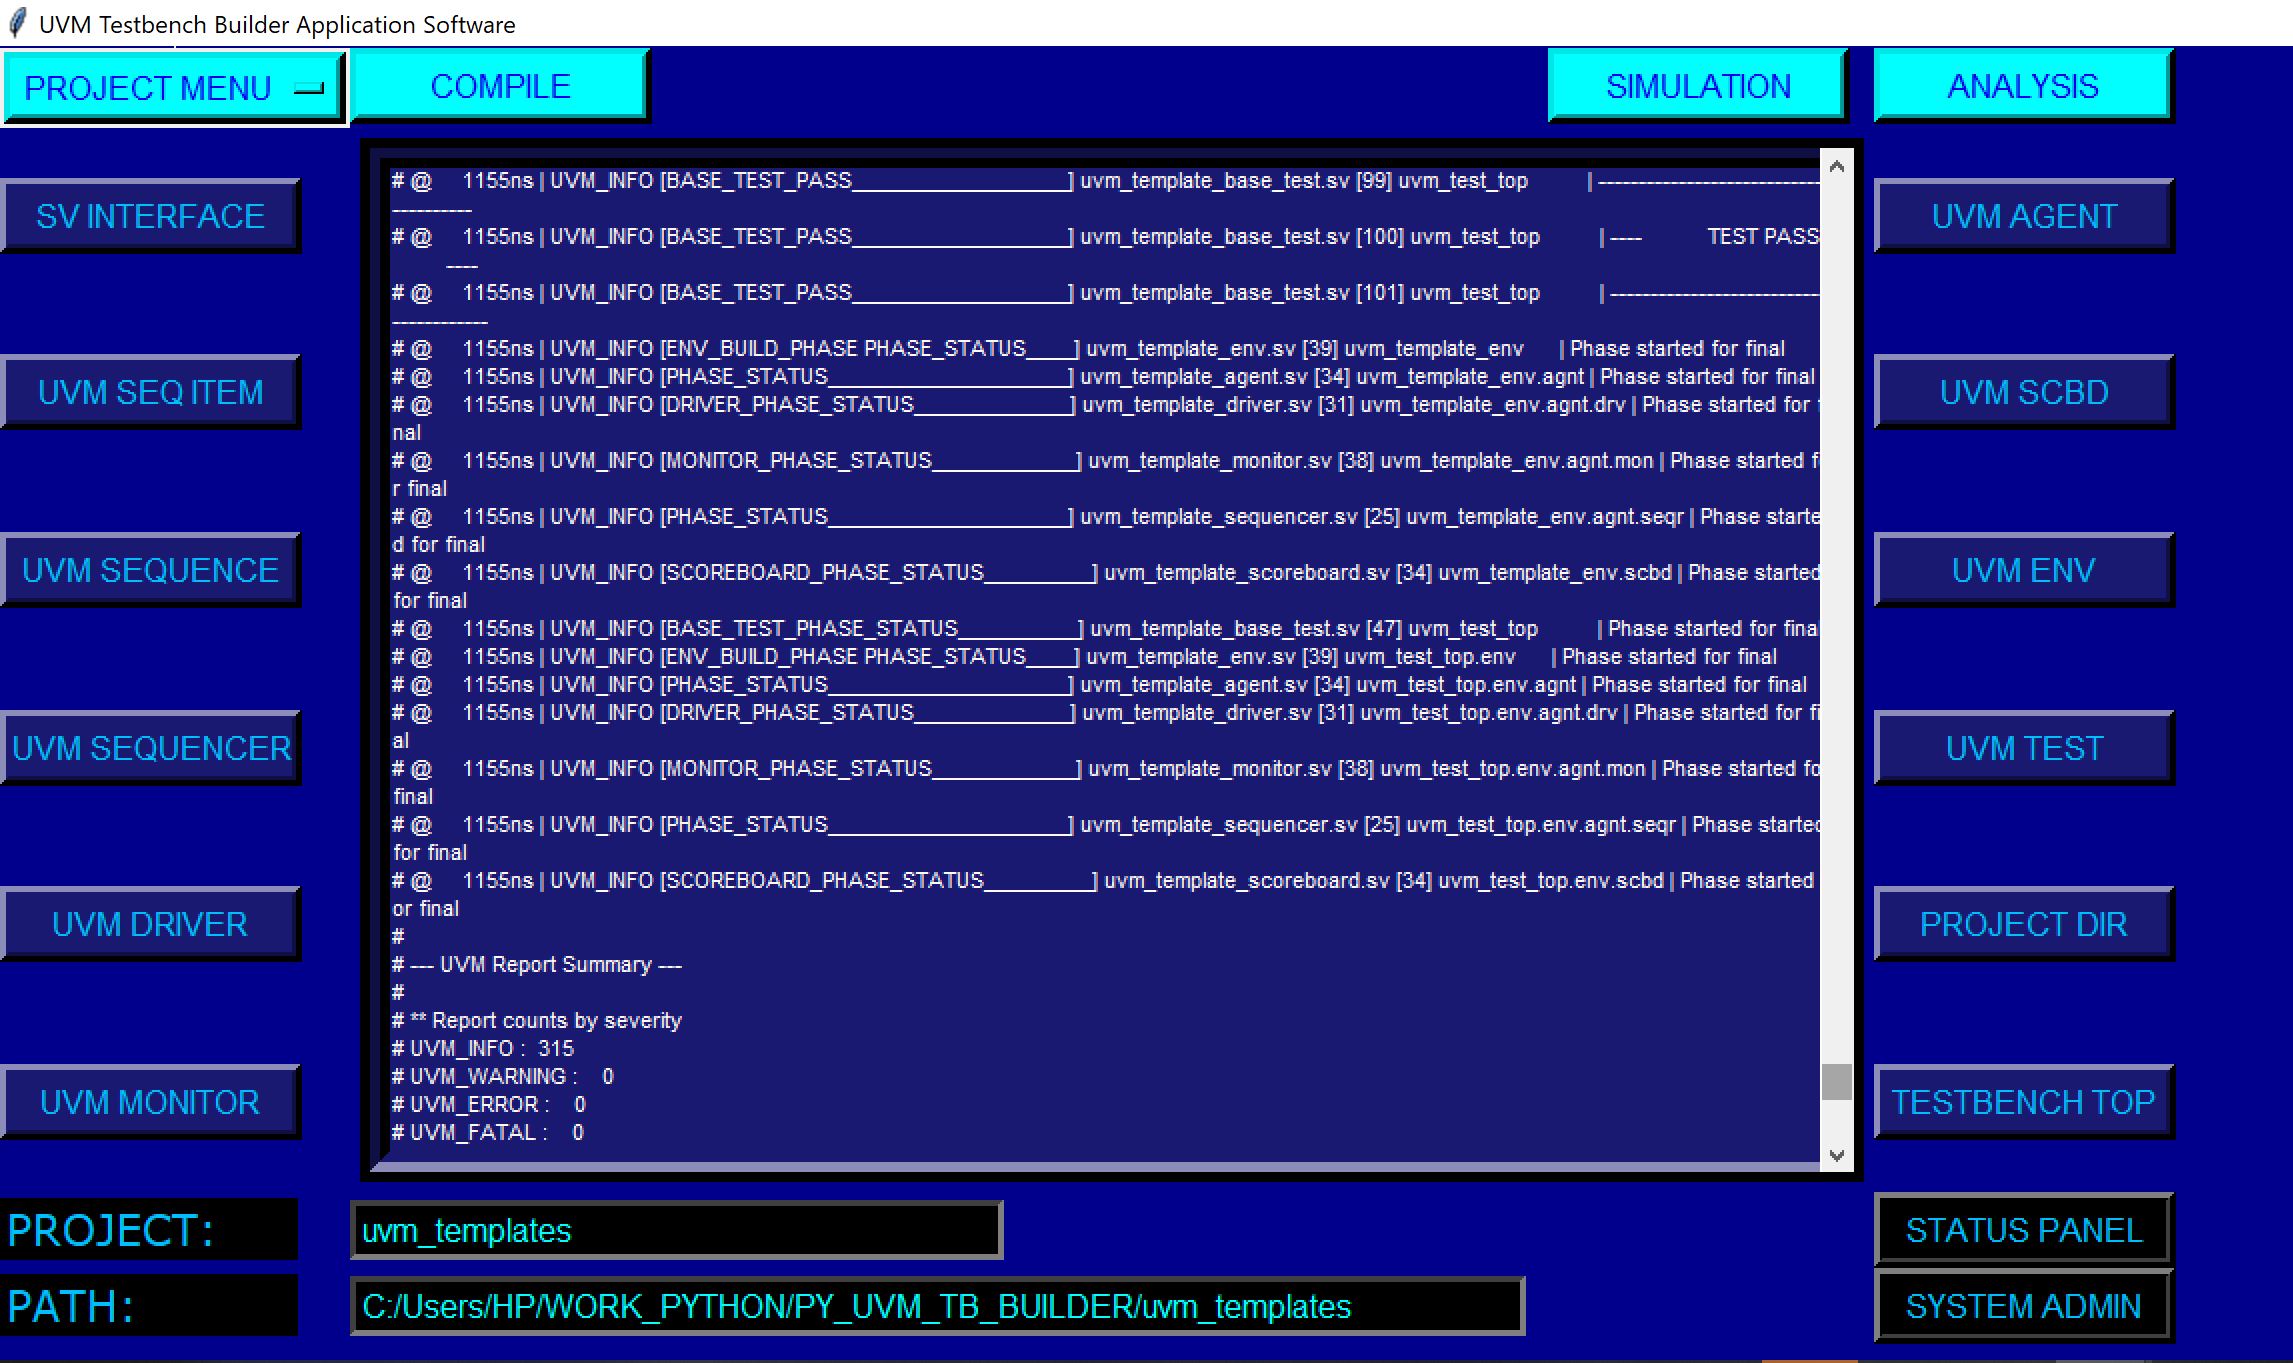 UVM Testbench Builder Application Software
PROJECT MENU
COMPILE
SIMULATION
ANALYSIS
SV INTERFACE
UVM SEQ ITEM
UVM SEQUENCE
UVM SEQUENCER
UVM DRIVER
UVM MONITOR
# @ 1155ns | UVM_INFO [BASE_TEST_PASS__________________] uvm_template_base_test.sv [99] uvm_test_top | ----------------------------
----------
# @ 1155ns | UVM_INFO [BASE_TEST_PASS__________________] uvm_template_base_test.sv [100] uvm_test_top | ---- TEST PASS
----
# @ 1155ns | UVM_INFO [BASE_TEST_PASS__________________] uvm_template_base_test.sv [101] uvm_test_top | --------------------------
------------
# @ 1155ns | UVM_INFO [ENV_BUILD_PHASE PHASE_STATUS____] uvm_template_env.sv [39] uvm_template_env | Phase started for final
# @ 1155ns | UVM_INFO [PHASE_STATUS____________________] uvm_template_agent.sv [34] uvm_template_env.agnt | Phase started for final
# @ 1155ns | UVM_INFO [DRIVER_PHASE_STATUS_____________] uvm_template_driver.sv [31] uvm_template_env.agnt.drv | Phase started for
nal
# @ 1155ns | UVM_INFO [MONITOR_PHASE_STATUS____________] uvm_template_monitor.sv [38] uvm_template_env.agnt.mon | Phase started f
r final
# @ 1155ns | UVM_INFO [PHASE_STATUS____________________] uvm_template_sequencer.sv [25] uvm_template_env.agnt.seqr | Phase starte
d for final
# @ 1155ns | UVM_INFO [SCOREBOARD_PHASE_STATUS_________] uvm_template_scoreboard.sv [34] uvm_template_env.scbd | Phase started
for final
# @ 1155ns | UVM_INFO [BASE_TEST_PHASE_STATUS__________] uvm_template_base_test.sv [47] uvm_test_top | Phase started for final
# @ 1155ns | UVM_INFO [ENV_BUILD_PHASE PHASE_STATUS____] uvm_template_env.sv [39] uvm_test_top.env | Phase started for final
# @ 1155ns | UVM_INFO [PHASE_STATUS____________________] uvm_template_agent.sv [34] uvm_test_top.env.agnt | Phase started for final
# @ 1155ns | UVM_INFO [DRIVER_PHASE_STATUS_____________] uvm_template_driver.sv [31] uvm_test_top.env.agnt.drv | Phase started for fi
al
# @ 1155ns | UVM_INFO [MONITOR_PHASE_STATUS____________] uvm_template_monitor.sv [38] uvm_test_top.env.agnt.mon | Phase started fo
final
# @ 1155ns | UVM_INFO [PHASE_STATUS____________________] uvm_template_sequencer.sv [25] uvm_test_top.env.agnt.seqr | Phase started
for final
# @ 1155ns | UVM_INFO [SCOREBOARD_PHASE_STATUS_________] uvm_template_scoreboard.sv [34] uvm_test_top.env.scbd | Phase started
or final
#
# --- UVM Report Summary ---
#
# ** Report counts by severity
# UVM_INFO : 315
# UVM_WARNING : 0
# UVM_ERROR : 0
# UVM_FATAL : 0
UVM AGENT
UVM SCBD
UVM ENV
UVM TEST
PROJECT DIR
TESTBENCH TOP
PROJECT:
uvm_templates
STATUS PANEL
PATH:
C:/Users/HP/WORK_PYTHON/PY_UVM_TB_BUILDER/uvm_templates
SYSTEM ADMIN